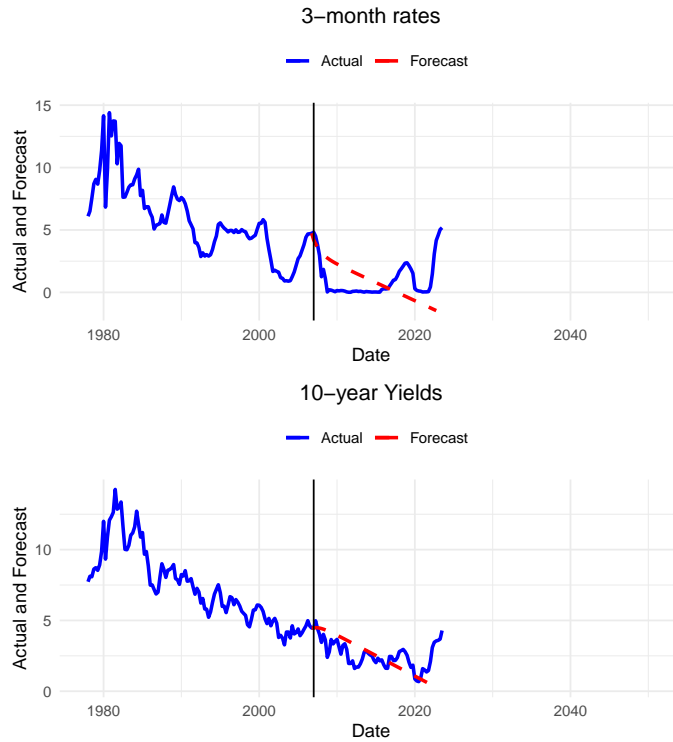 3−month rates
Actual Forecast
Actual and Forecast
15
10
5
0
1980 2000 2020 2040
Date
10−year Yields
Actual Forecast
Actual and Forecast
10
5
0
1980 2000 2020 2040
Date